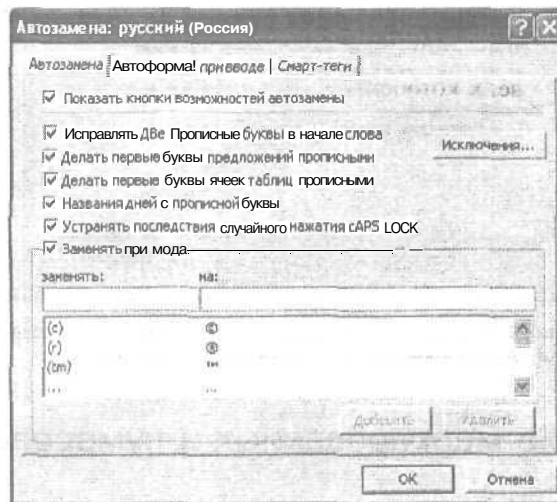 Автозамена: русский (Россия)
Автозамена Автоформа! при вводе | Смарт-теги
Показать кнопки возможностей автозамены
Исправлять ДВе Прописные буквы в начале слова
Исключения...
Делать первые буквы предложений прописными
Делать первые буквы ячеек таблиц прописными
Названия дней с прописной буквы
Устранять последствия случайного нажатия cAPS LOCK
Заменять при мода
заменять: на:
(c) ©
(r) ®
(tm) ™
... ...
Добавить Удалить
OK Отмена